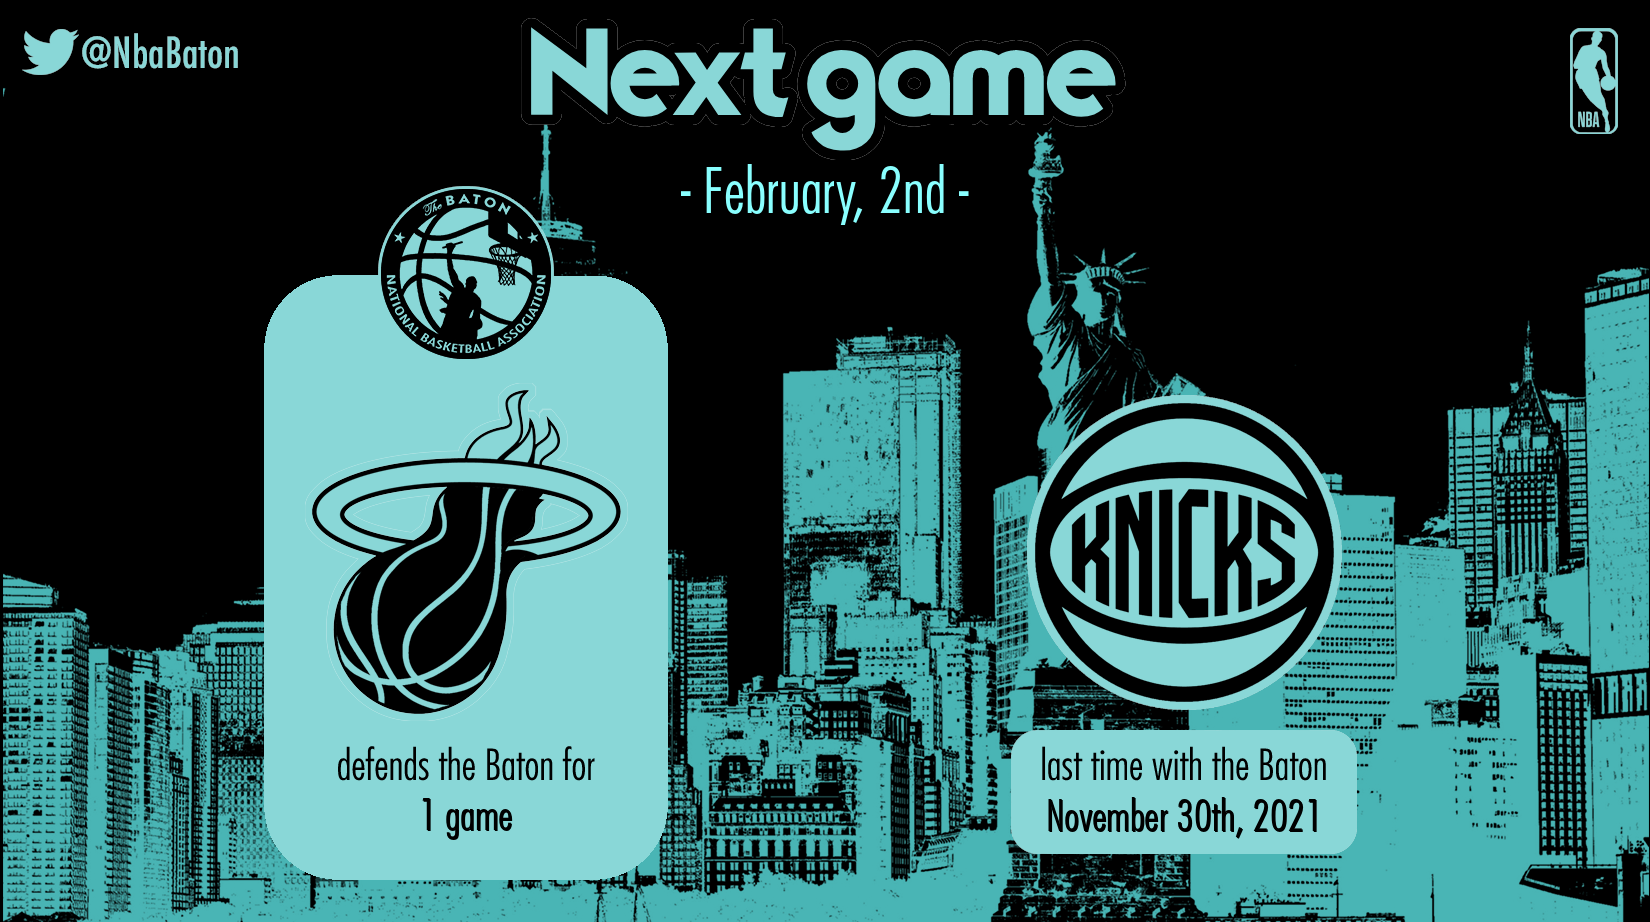 @NbaBaton
Next game
NBA
- February, 2nd -
The BATON
NATIONAL BASKETBALL ASSOCIATION
KNICKS
defends the Baton for
1 game
last time with the Baton
November 30th, 2021